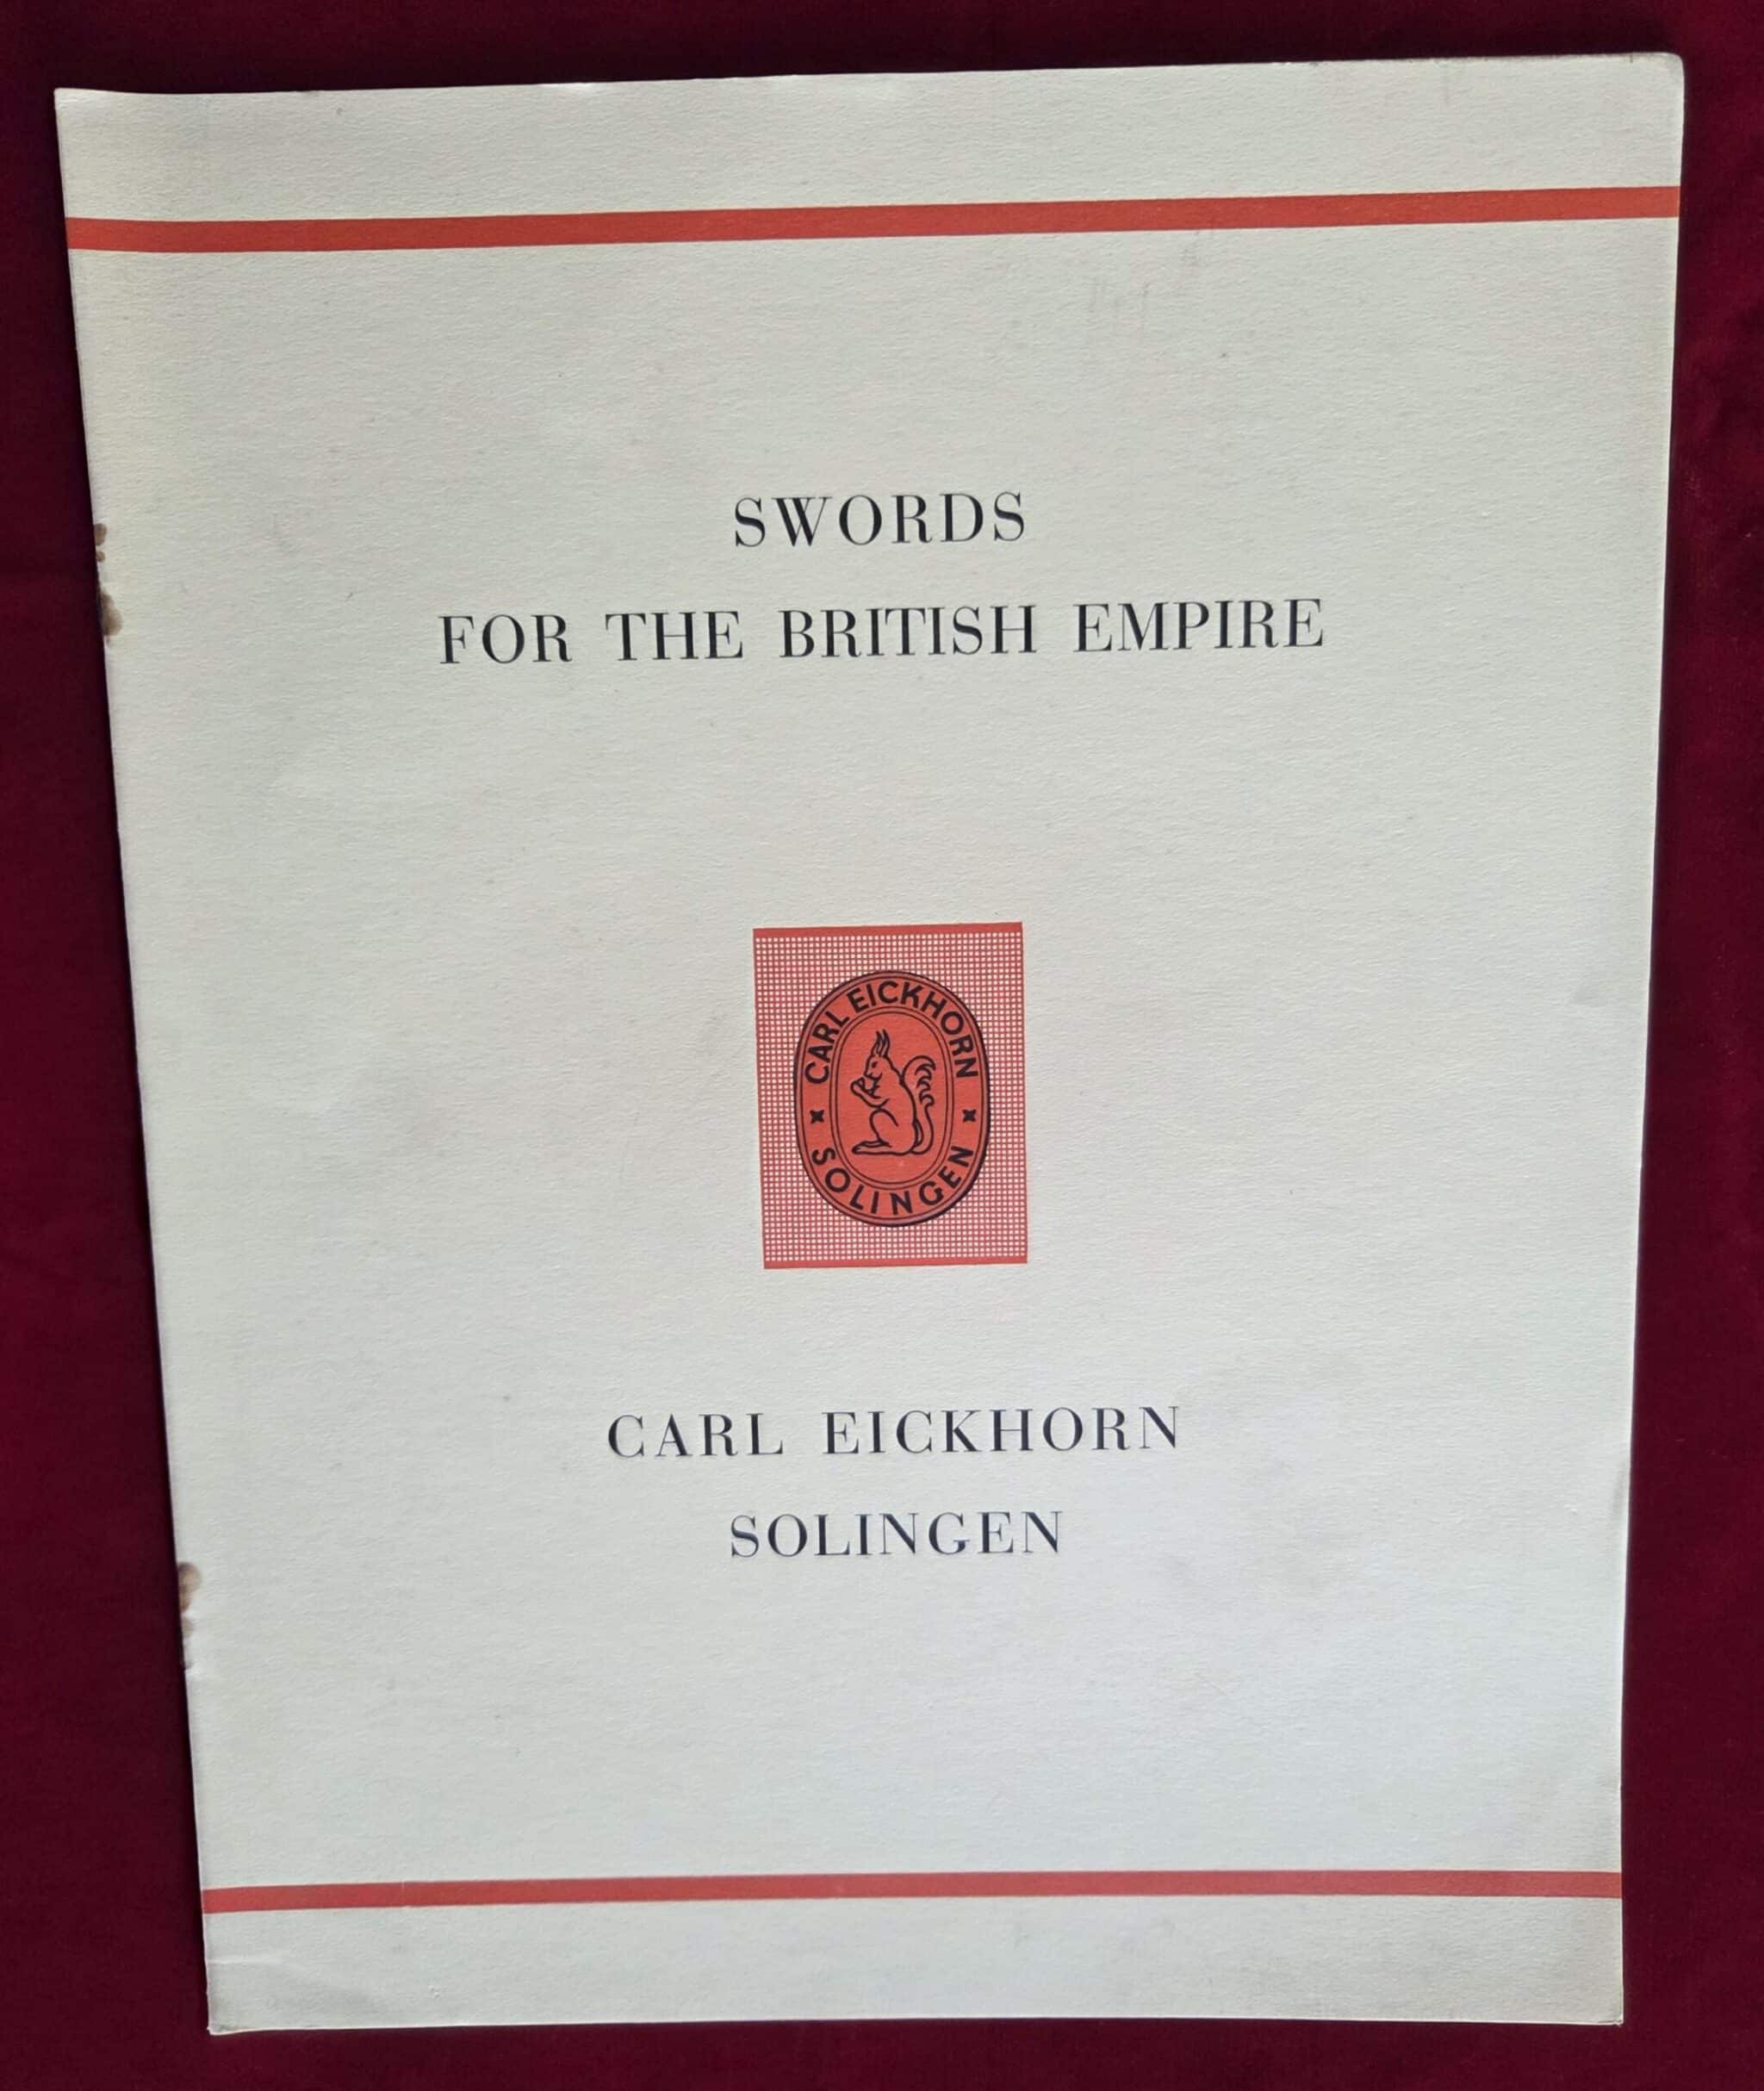 SWORDS
FOR THE BRITISH EMPIRE
CARL EICKHORN
SOLINGEN
CARL EICKHORN
SOLINGEN